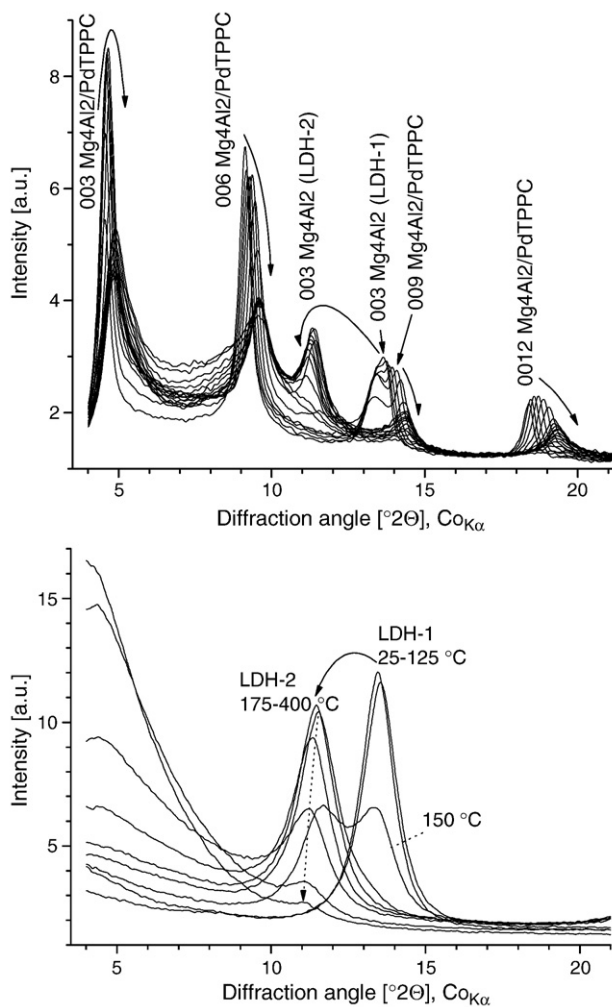 003 Mg4Al2/PdTPPC
006 Mg4Al2/PdTPPC
003 Mg4Al2 (LDH-2)
003 Mg4Al2 (LDH-1)
009 Mg4Al2/PdTPPC
0012 Mg4Al2/PdTPPC
Intensity [a.u.]
8
6
4
2
5
10
15
20
Diffraction angle [°2Θ], CoKα
LDH-1
25-125 °C
LDH-2
175-400 °C
150 °C
Intensity [a.u.]
15
10
5
5
10
15
20
Diffraction angle [°2Θ], CoKα